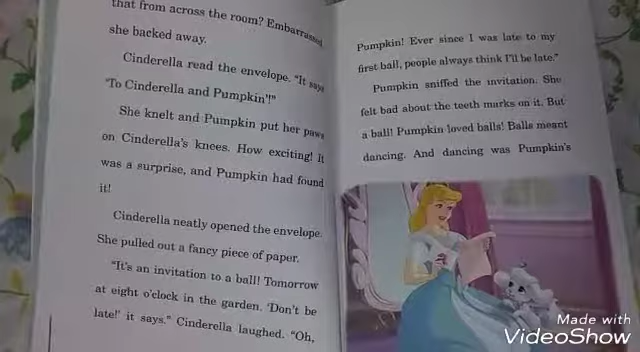 that from across the room? Embarrassed
she backed away.
Cinderella read the envelope. "It says
'To Cinderella and Pumpkin'!"
She knelt and Pumpkin put her paws
on Cinderella's knees. How exciting! It
was a surprise, and Pumpkin had found
it!
Cinderella neatly opened the envelope.
She pulled out a fancy piece of paper.
"It's an invitation to a ball! Tomorrow
at eight o'clock in the garden. 'Don't be
late!' it says." Cinderella laughed. "Oh,
Pumpkin! Ever since I was late to my
first ball, people always think I'll be late."
Pumpkin sniffed the invitation. She
felt bad about the teeth marks on it. But
a ball! Pumpkin loved balls! Balls meant
dancing. And dancing was Pumpkin's
Made with
VideoShow